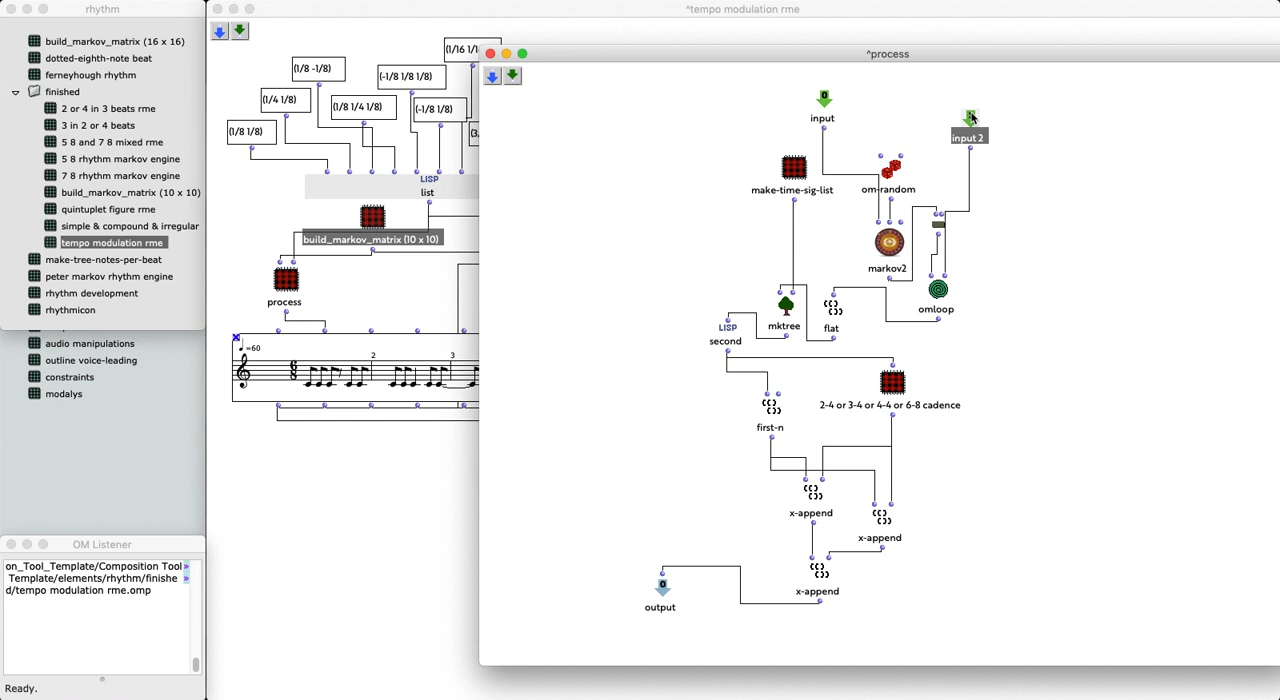 rhythm
build_markov_matrix (16 x 16)
dotted-eighth-note beat
ferneyhough rhythm
finished
2 or 4 in 3 beats rme
3 in 2 or 4 beats
5 8 and 7 8 mixed rme
5 8 rhythm markov engine
7 8 rhythm markov engine
build_markov_matrix (10 x 10)
quintuplet figure rme
simple & compound & irregular
tempo modulation rme
make-tree-notes-per-beat
peter markov rhythm engine
rhythm development
rhythmicon
audio manipulations
outline voice-leading
constraints
modalys
OM Listener
on_Tool_Template/Composition Tool
Template/elements/rhythm/finishe
d/tempo modulation rme.omp
Ready.
^tempo modulation rme
(1/16 1/1
(1/8 -1/8)
(-1/8 1/8 1/8)
(1/4 1/8)
(1/8 1/4 1/8)
(-1/8 1/8)
(1/8 1/8)
(3,
LISP
list
build_markov_matrix (10 x 10)
process
=60
2
3
6
8
^process
0
input
input 2
make-time-sig-list
om-random
markov2
omloop
mktree
flat
LISP
second
first-n
2-4 or 3-4 or 4-4 or 6-8 cadence
x-append
x-append
x-append
0
output